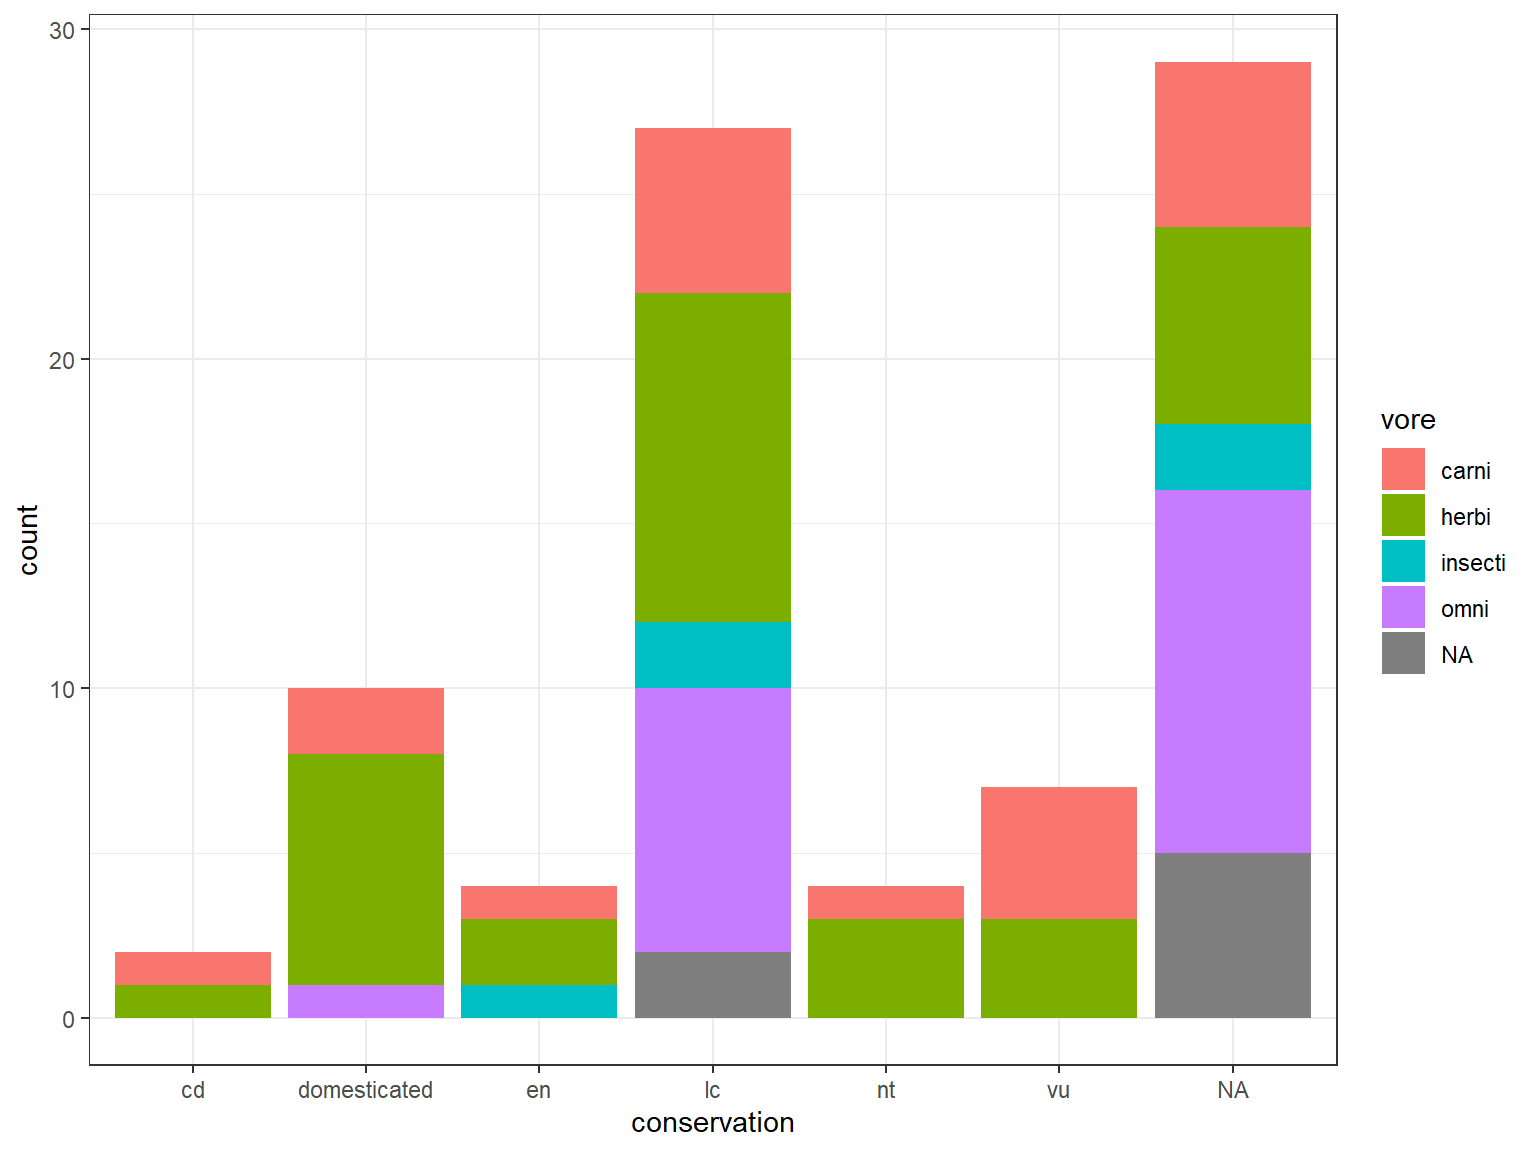 30
20
10
0
count
cd domesticated en lc nt vu NA
conservation
vore
carni
herbi
insecti
omni
NA